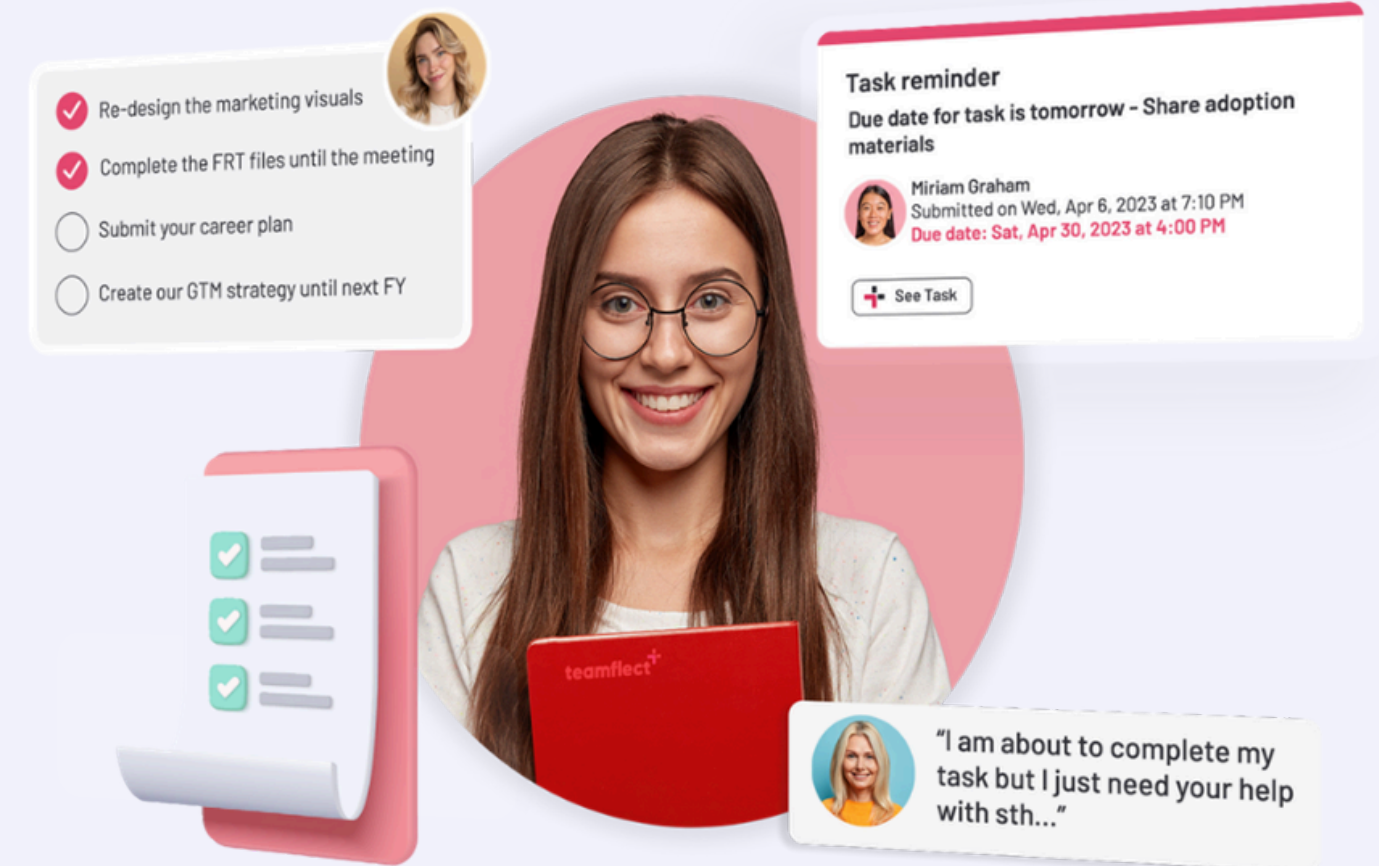 Re-design the marketing visuals
Complete the FRT files until the meeting
Submit your career plan
Create our GTM strategy until next FY
Task reminder
Due date for task is tomorrow - Share adoption
materials
Miriam Graham
Submitted on Wed, Apr 6, 2023 at 7:10 PM
Due date: Sat, Apr 30, 2023 at 4:00 PM
See Task
teamflect
“I am about to complete my
task but I just need your help
with sth...”